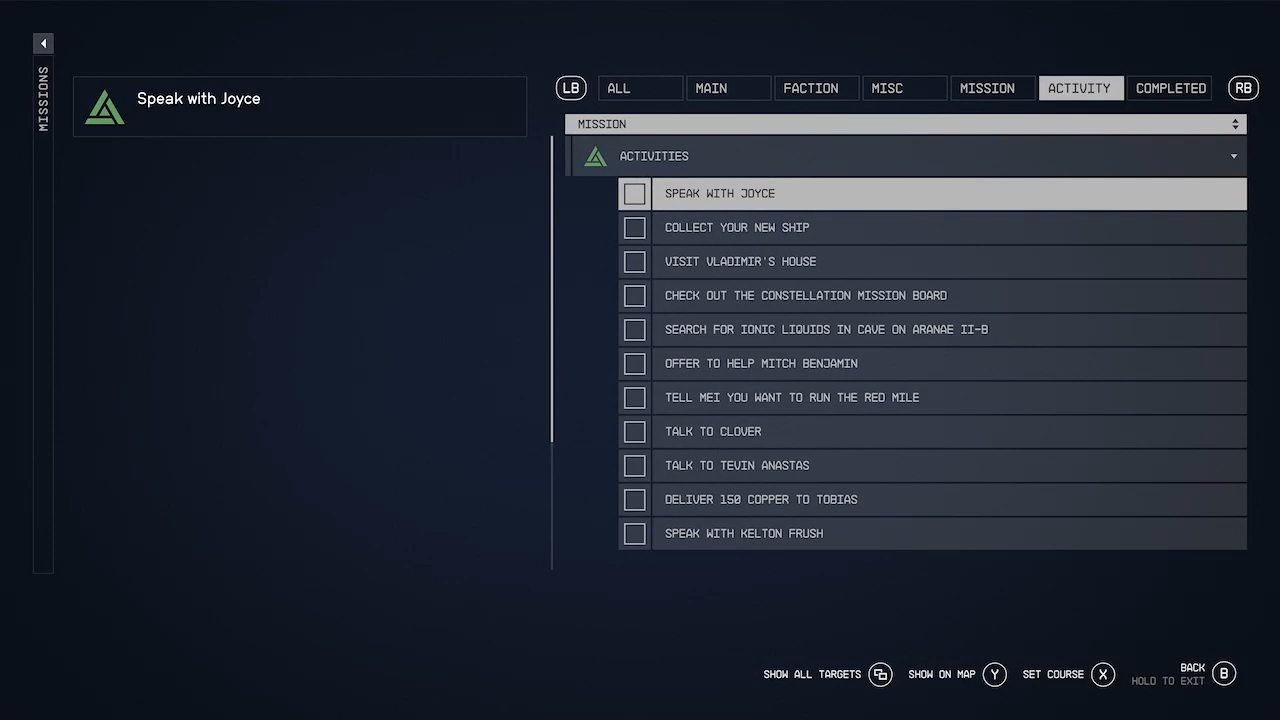 MISSIONS
Speak with Joyce
LB ALL MAIN FACTION MISC MISSION ACTIVITY COMPLETED RB
MISSION
ACTIVITIES
SPEAK WITH JOYCE
COLLECT YOUR NEW SHIP
VISIT VLADIMIR'S HOUSE
CHECK OUT THE CONSTELLATION MISSION BOARD
SEARCH FOR IONIC LIQUIDS IN CAVE ON ARANAE II-B
OFFER TO HELP MITCH BENJAMIN
TELL MEI YOU WANT TO RUN THE RED MILE
TALK TO CLOVER
TALK TO TEVIN ANASTAS
DELIVER 150 COPPER TO TOBIAS
SPEAK WITH KELTON FRUSH
SHOW ALL TARGETS SHOW ON MAP Y SET COURSE X BACK B
HOLD TO EXIT